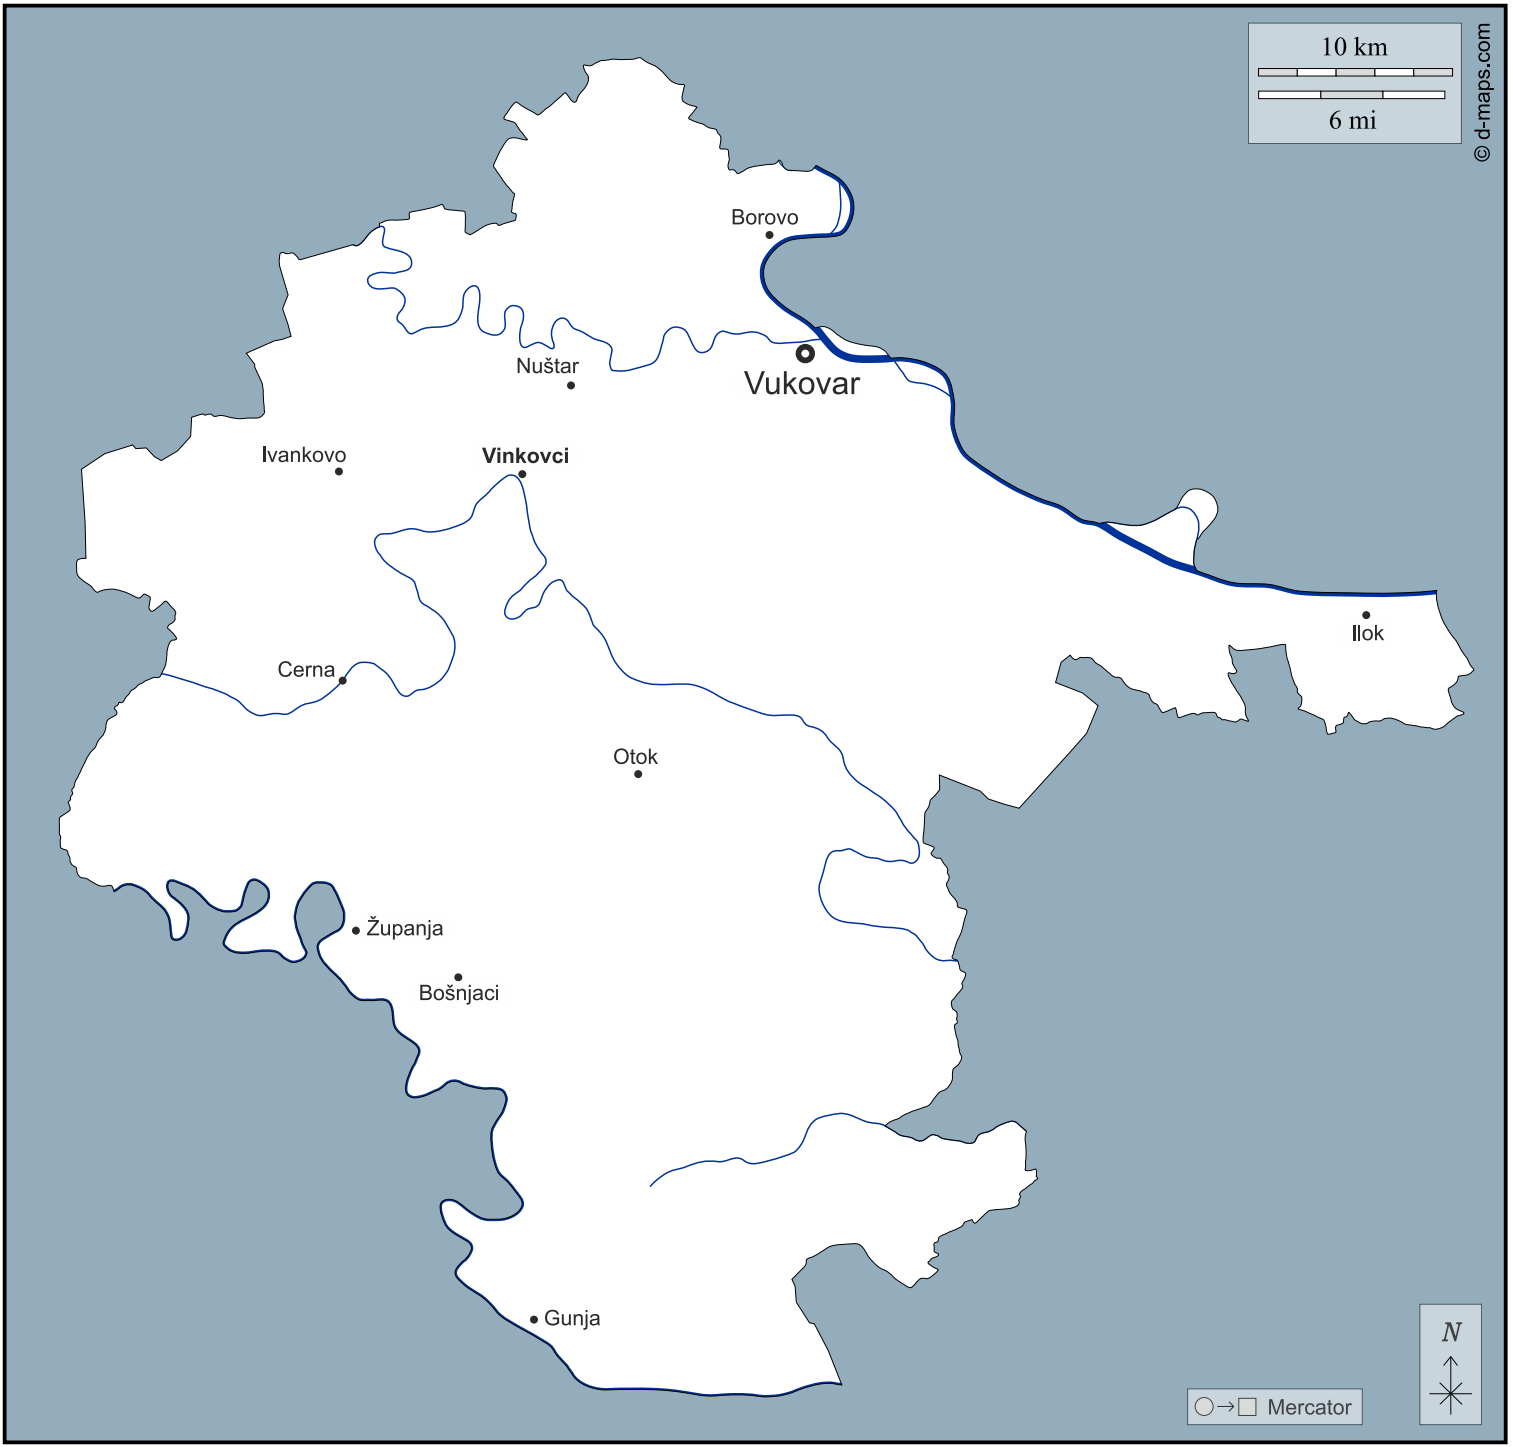 10 km
6 mi
© d-maps.com
Borovo
Nuštar
Vukovar
Ivankovo
Vinkovci
Ilok
Cerna
Otok
Županja
Bošnjaci
Gunja
N
Mercator